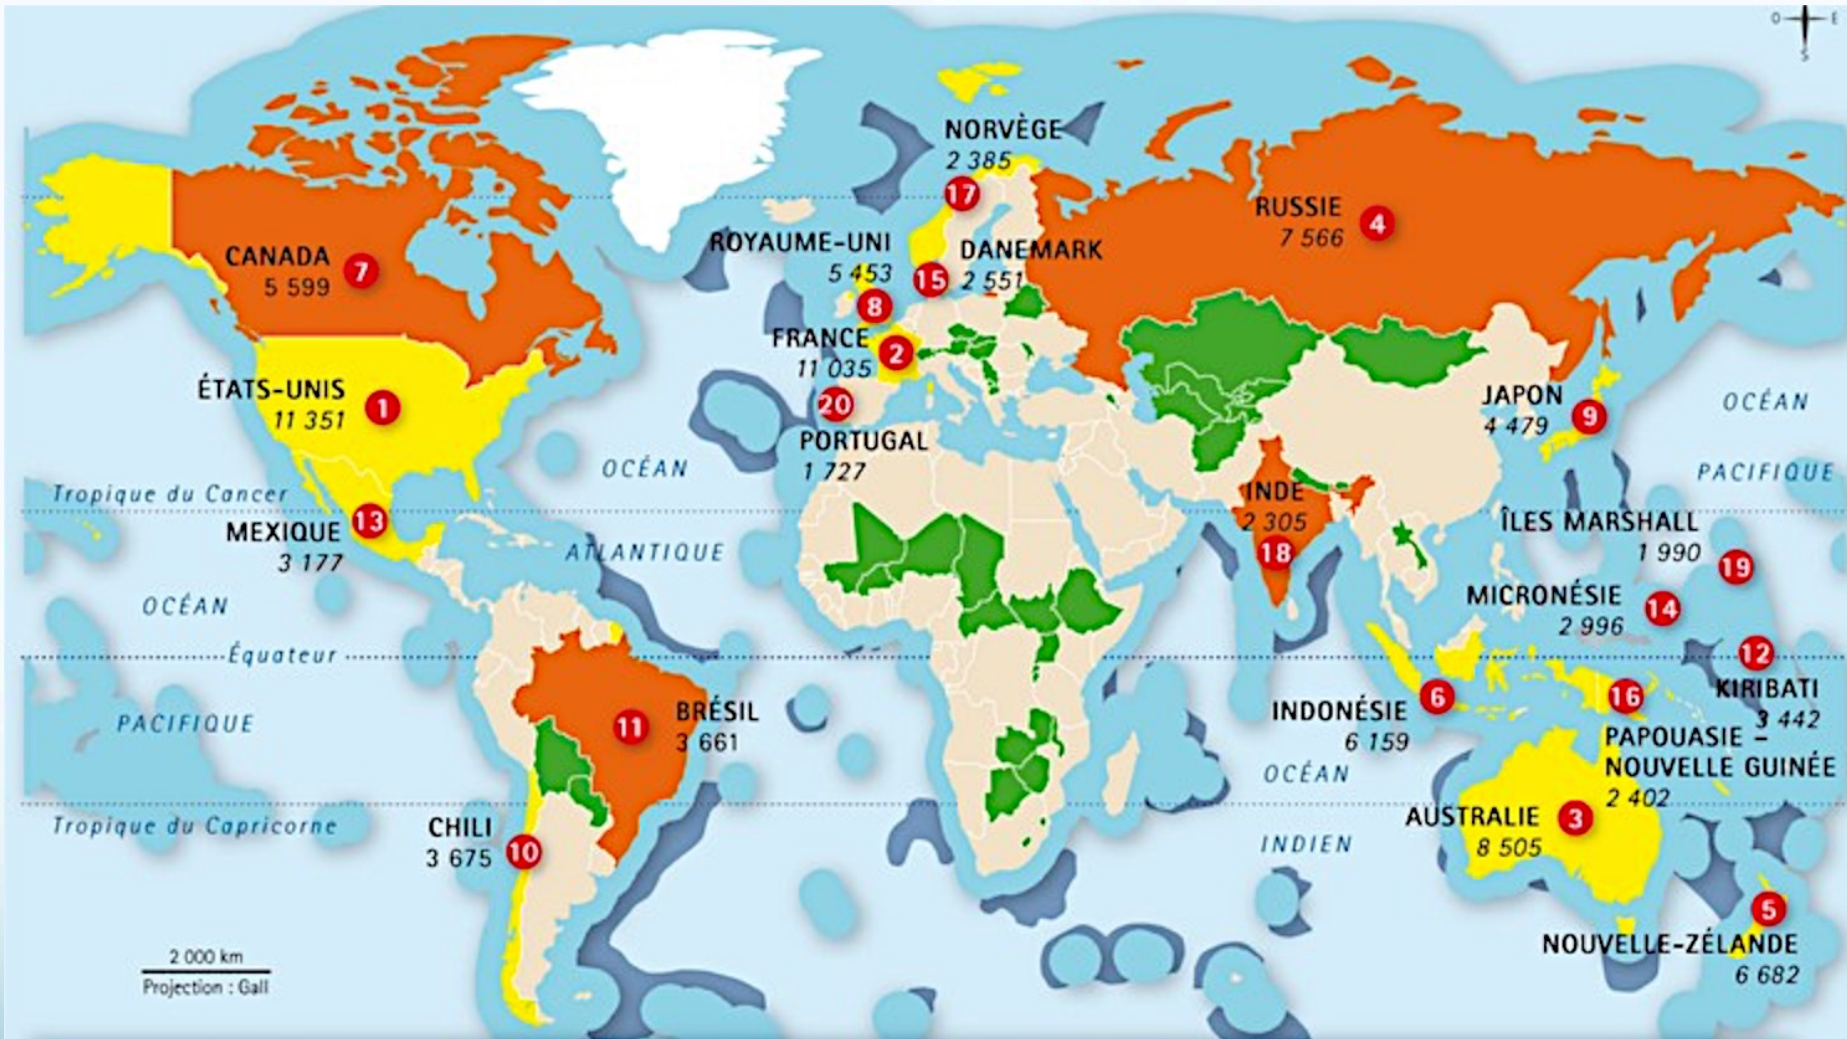 O E
S
NORVÈGE
2 385
17
RUSSIE
7 566
4
CANADA
5 599
7
ROYAUME-UNI
5 453
8
DANEMARK
2 551
15
FRANCE
11 035
2
ÉTATS-UNIS
11 351
1
20
PORTUGAL
1 727
JAPON
4 479
9
OCÉAN
PACIFIQUE
OCÉAN
ATLANTIQUE
Tropique du Cancer
MEXIQUE
3 177
13
INDE
2 305
18
ÎLES MARSHALL
1 990
19
MICRONÉSIE
2 996
14
12
KIRIBATI
3 442
OCÉAN
PACIFIQUE
Équateur
BRÉSIL
3 661
11
INDONÉSIE
6 159
6
16
PAPOUASIE -
NOUVELLE GUINÉE
2 402
OCÉAN
INDIEN
AUSTRALIE
8 505
3
Tropique du Capricorne
CHILI
3 675
10
5
NOUVELLE-ZÉLANDE
6 682
2 000 km
Projection : Gall